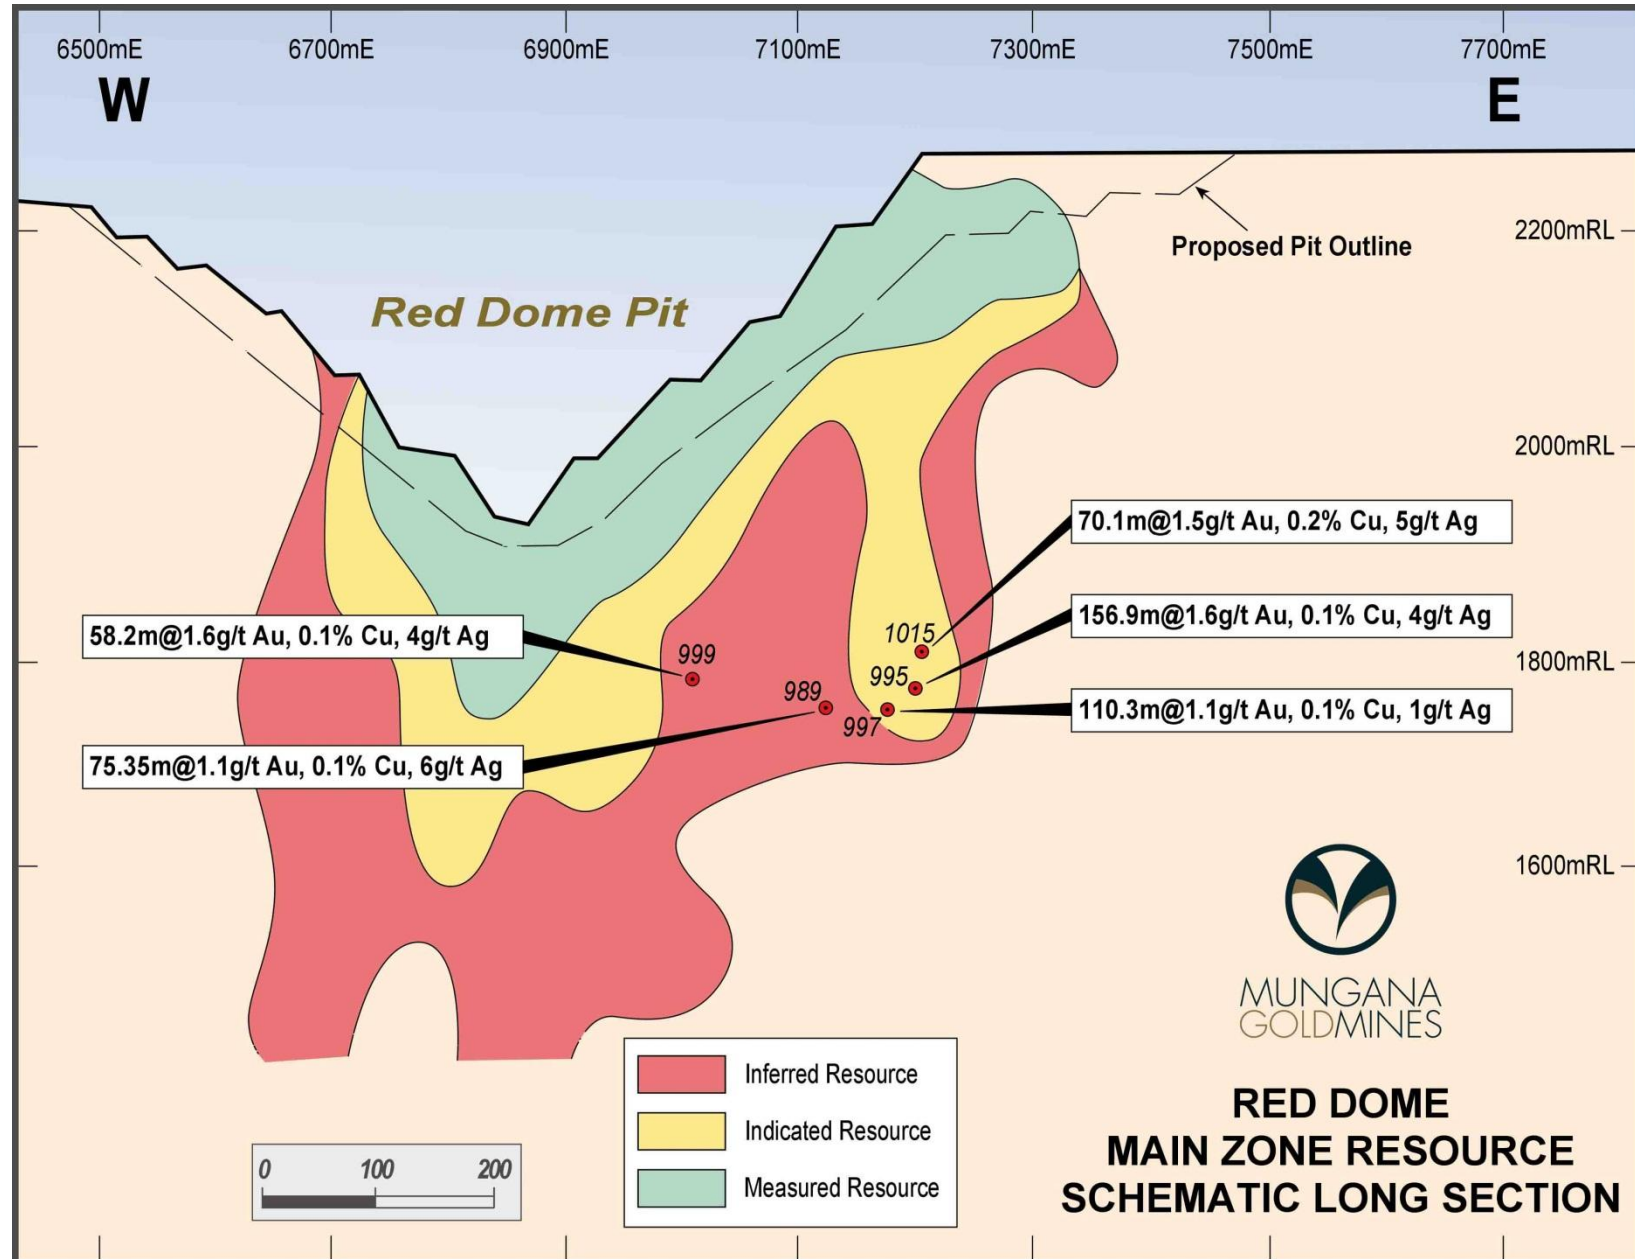 6500mE 6700mE 6900mE 7100mE 7300mE 7500mE 7700mE
W E
2200mRL
Proposed Pit Outline
Red Dome Pit
2000mRL
70.1m@1.5g/t Au, 0.2% Cu, 5g/t Ag
156.9m@1.6g/t Au, 0.1% Cu, 4g/t Ag
58.2m@1.6g/t Au, 0.1% Cu, 4g/t Ag
1015
999
1800mRL
995
989
110.3m@1.1g/t Au, 0.1% Cu, 1g/t Ag
997
75.35m@1.1g/t Au, 0.1% Cu, 6g/t Ag
1600mRL
MUNGANA
GOLDMINES
Inferred Resource
Indicated Resource
Measured Resource
0 100 200
RED DOME
MAIN ZONE RESOURCE
SCHEMATIC LONG SECTION